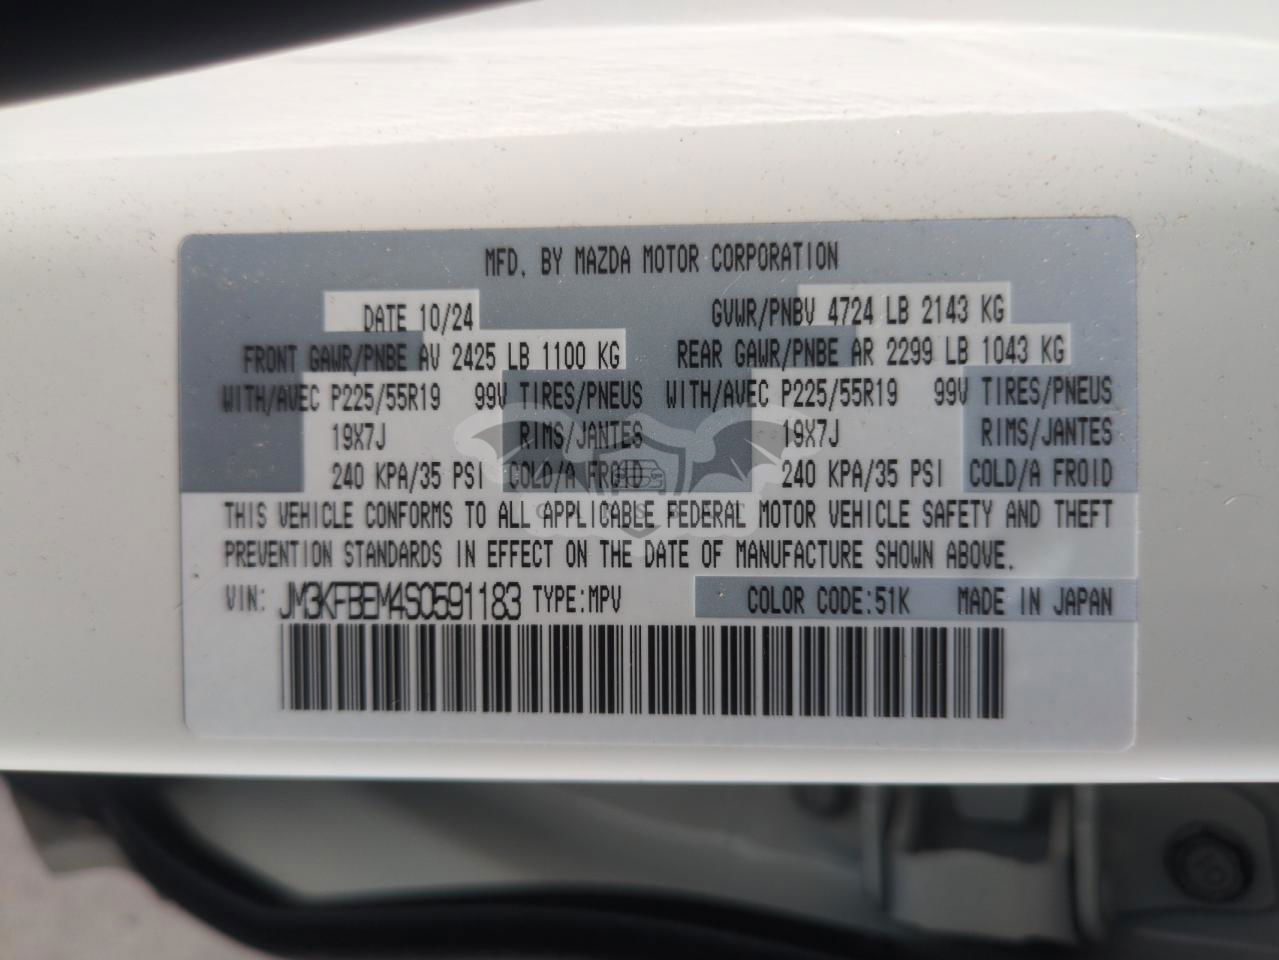 MFD. BY MAZDA MOTOR CORPORATION
DATE 10/24 GVWR/PNBV 4724 LB 2143 KG
FRONT GAWR/PNBE AV 2425 LB 1100 KG REAR GAWR/PNBE AR 2299 LB 1043 KG
WITH/AVEC P225/55R19 99V TIRES/PNEUS WITH/AVEC P225/55R19 99V TIRES/PNEUS
19X7J RIMS/JANTES 19X7J RIMS/JANTES
240 KPA/35 PSI COLD/A FROID 240 KPA/35 PSI COLD/A FROID
THIS VEHICLE CONFORMS TO ALL APPLICABLE FEDERAL MOTOR VEHICLE SAFETY AND THEFT
PREVENTION STANDARDS IN EFFECT ON THE DATE OF MANUFACTURE SHOWN ABOVE.
VIN: JM3KFBEM4S0591183 TYPE:MPV COLOR CODE:51K MADE IN JAPAN